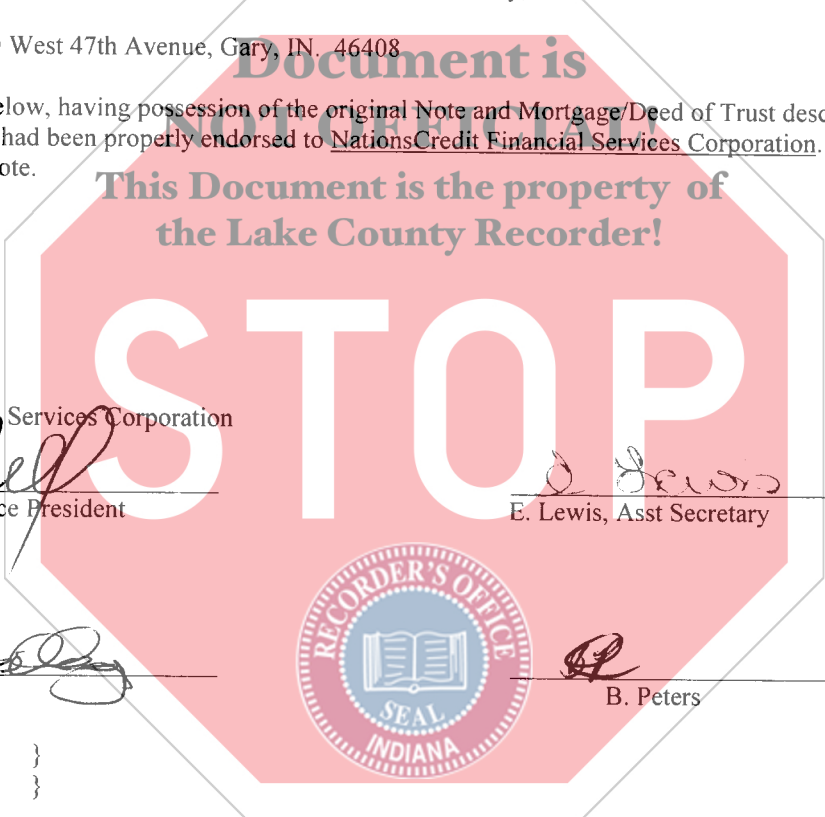 West 47th Avenue, Gary, IN. 46408
Document is
elow, having possession of the original Note and Mortgage/Deed of Trust desc
NOT OFFICIAL!
had been properly endorsed to NationsCredit Financial Services Corporation.
ote.
This Document is the property of
the Lake County Recorder!
STOP
Services Corporation
ce President
E. Lewis
E. Lewis, Asst Secretary
RECORDER'S OFFICE
SEAL
INDIANA
B. Peters
}
}